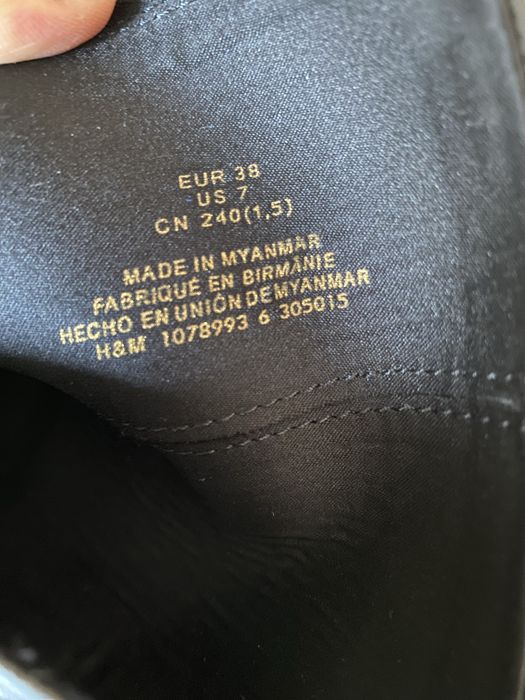 EUR 38
US 7
CN 240(1,5)
MADE IN MYANMAR
FABRIQUÉ EN BIRMANIE
HECHO EN UNIÓN DE MYANMAR
H&M 1078993 6 305015